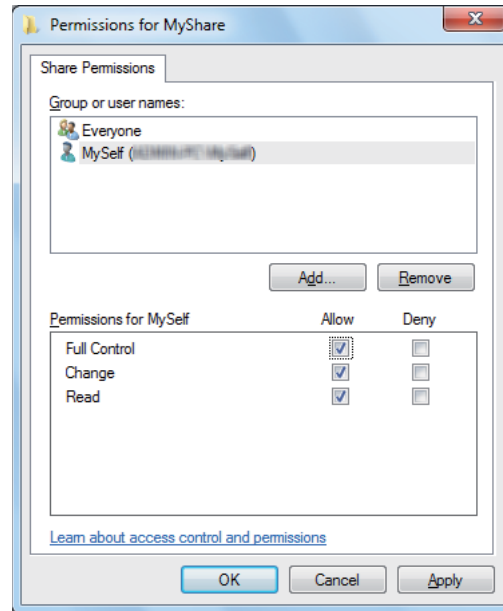 Permissions for MyShare
Share Permissions
Group or user names:
Everyone
MySelf (
Add... Remove
Permissions for MySelf Allow Deny
Full Control
Change
Read
Learn about access control and permissions
OK Cancel Apply